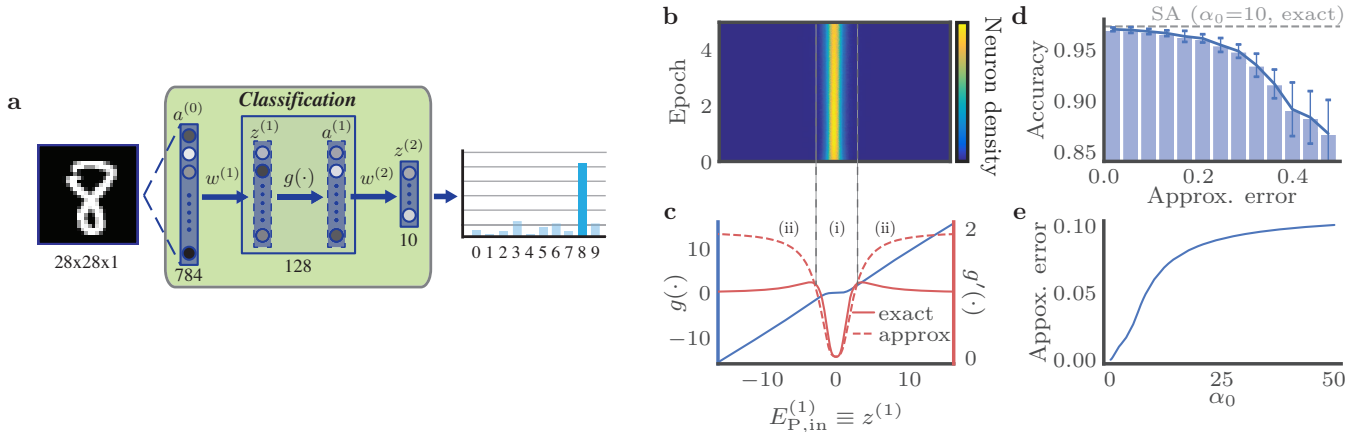 a
Classification
a^{(0)}
z^{(1)}
a^{(1)}
z^{(2)}
w^{(1)}
g(·)
w^{(2)}
28x28x1
784
128
10
0 1 2 3 4 5 6 7 8 9
b
Epoch
4
2
0
Neuron density
c
(ii) (i) (ii)
g(·)
10
0
−10
2
0
g′(·)
exact
approx
−10 0 10
E_{P,in}^{(1)} ≡ z^{(1)}
d
SA (α_0=10, exact)
Accuracy
0.95
0.90
0.85
0.0 0.2 0.4
Approx. error
e
Appox. error
0.10
0.05
0.00
0 25 50
α_0